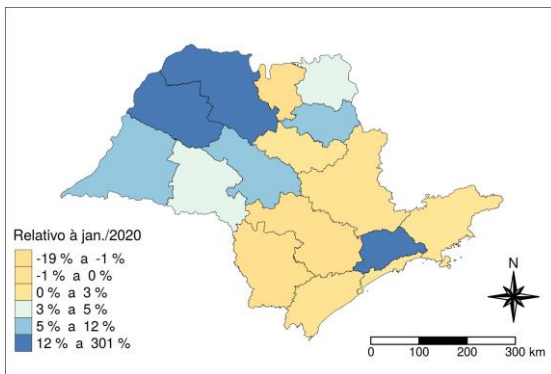 Relativo à jan./2020
-19 % a -1 %
-1 % a 0 %
0 % a 3 %
3 % a 5 %
5 % a 12 %
12 % a 301 %
N
0 100 200 300 km